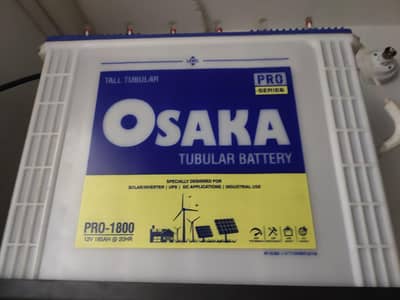 TALL TUBULAR
PRO
SERIES
OSAKA
TUBULAR BATTERY
SPECIALLY DESIGNED FOR
SOLAR/INVERTER | UPS | DC APPLICATIONS | INDUSTRIAL USE
PRO-1800
12V 185AH @ 20HR